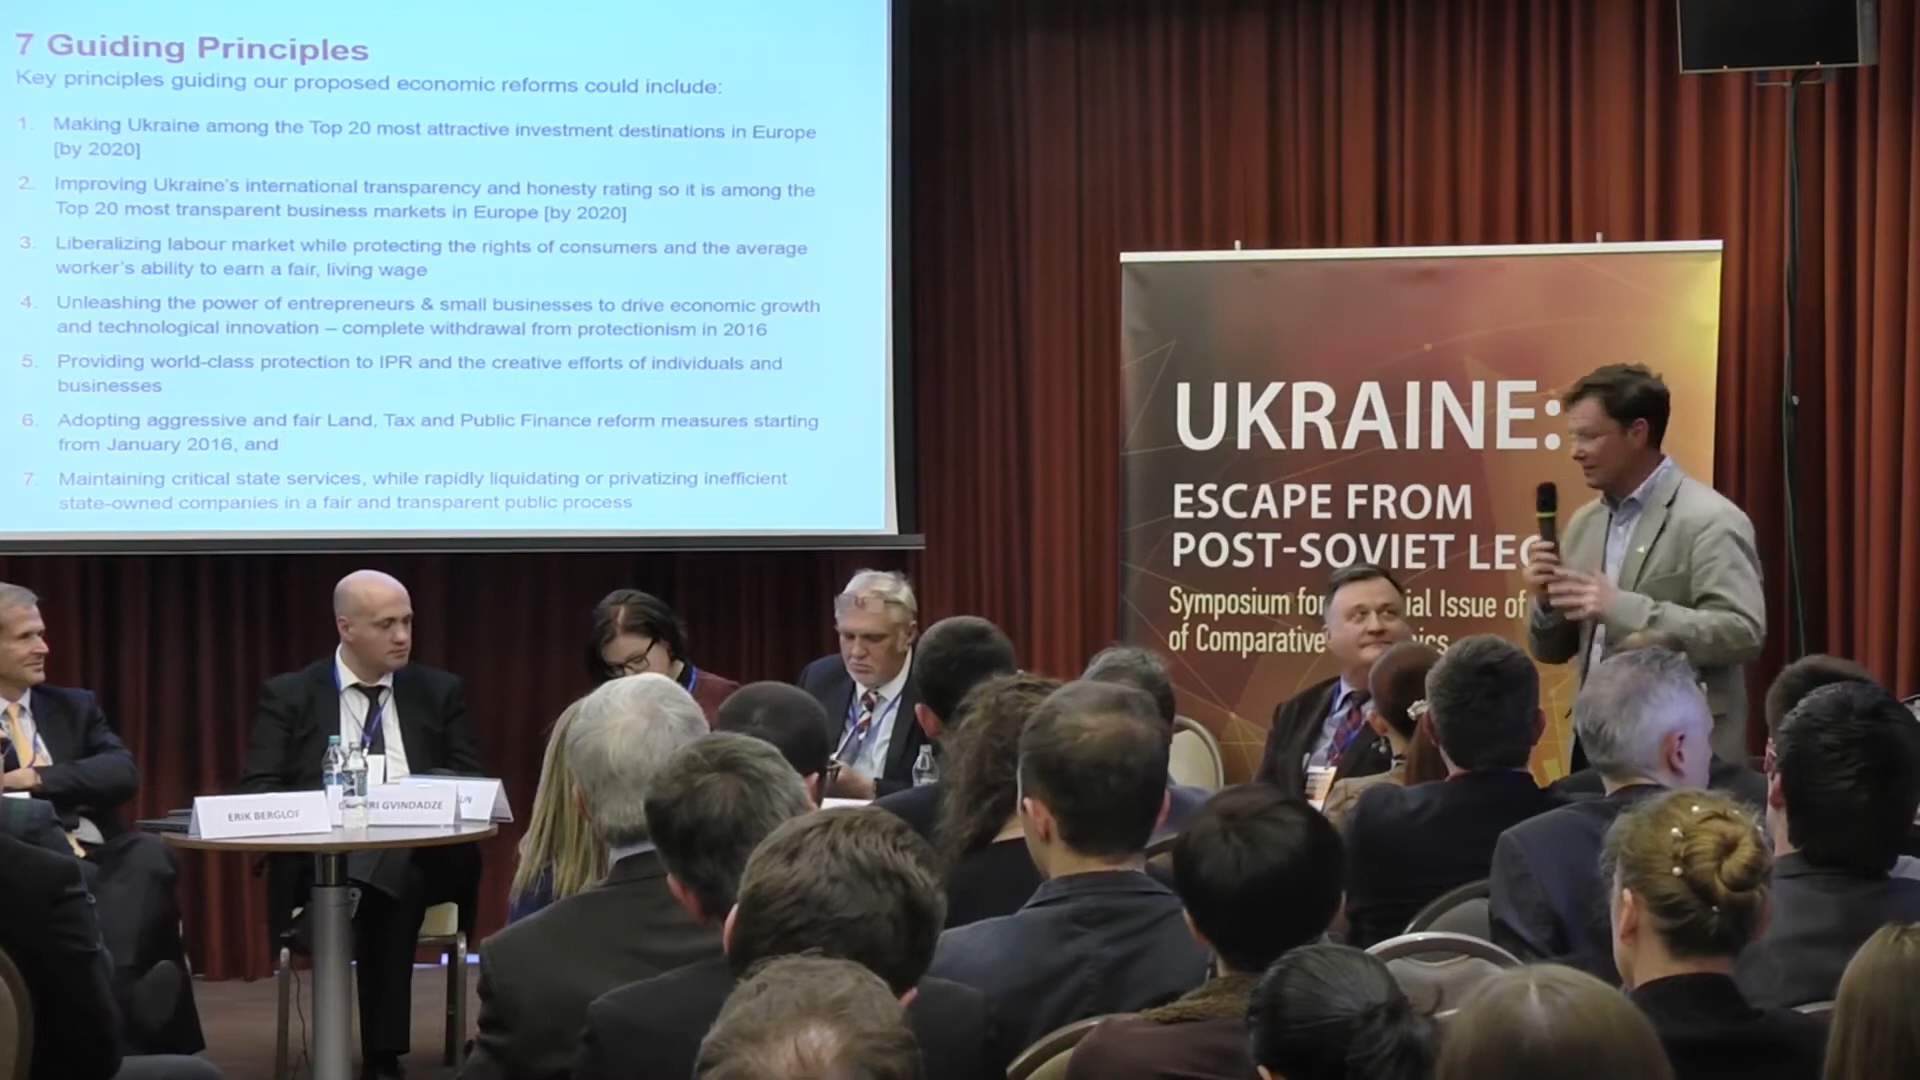 7 Guiding Principles
Key principles guiding our proposed economic reforms could include:
1. Making Ukraine among the Top 20 most attractive investment destinations in Europe
[by 2020]
2. Improving Ukraine's international transparency and honesty rating so it is among the
Top 20 most transparent business markets in Europe [by 2020]
3. Liberalizing labour market while protecting the rights of consumers and the average
worker's ability to earn a fair, living wage
4. Unleashing the power of entrepreneurs & small businesses to drive economic growth
and technological innovation – complete withdrawal from protectionism in 2016
5. Providing world-class protection to IPR and the creative efforts of individuals and
businesses
6. Adopting aggressive and fair Land, Tax and Public Finance reform measures starting
from January 2016, and
7. Maintaining critical state services, while rapidly liquidating or privatizing inefficient
state-owned companies in a fair and transparent public process
UKRAINE:
ESCAPE FROM
POST-SOVIET
Symposium for Issue of
of Comparative
ERIK BERGLOF
GVINDADZE